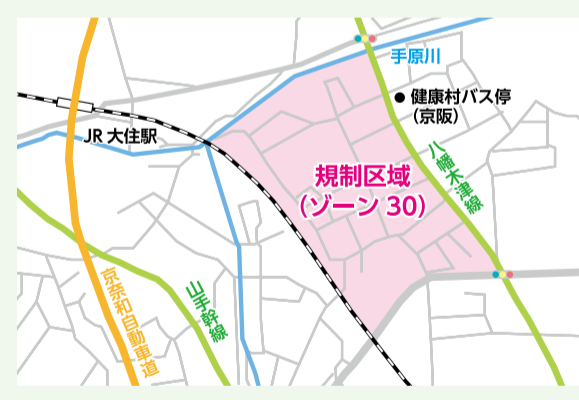 手原川
● 健康村バス停
（京阪）
JR 大住駅
八幡木津線
規制区域
（ゾーン 30）
京奈和自動車道
山手幹線